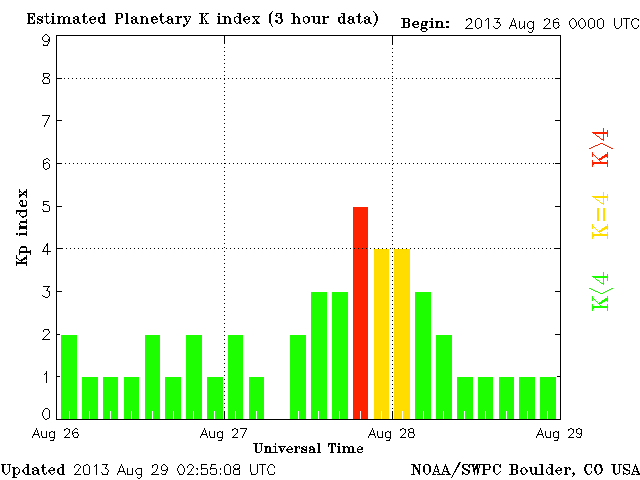 Estimated Planetary K index (3 hour data) Begin: 2013 Aug 26 0000 UTC
9
8
7
6
5
4
3
2
1
0
Kp index
K>4
K=4
K<4
Aug 26 Aug 27 Aug 28 Aug 29
Universal Time
Updated 2013 Aug 29 02:55:08 UTC NOAA/SWPC Boulder, CO USA